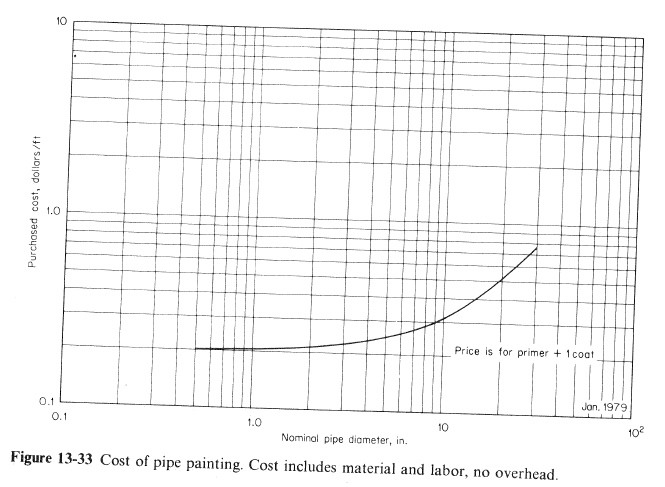 10
Purchased cost, dollars/ft
1.0
0.1
Price is for primer + 1 coat
Jan. 1979
0.1
1.0
10
10²
Nominal pipe diameter, in.
Figure 13-33 Cost of pipe painting. Cost includes material and labor, no overhead.